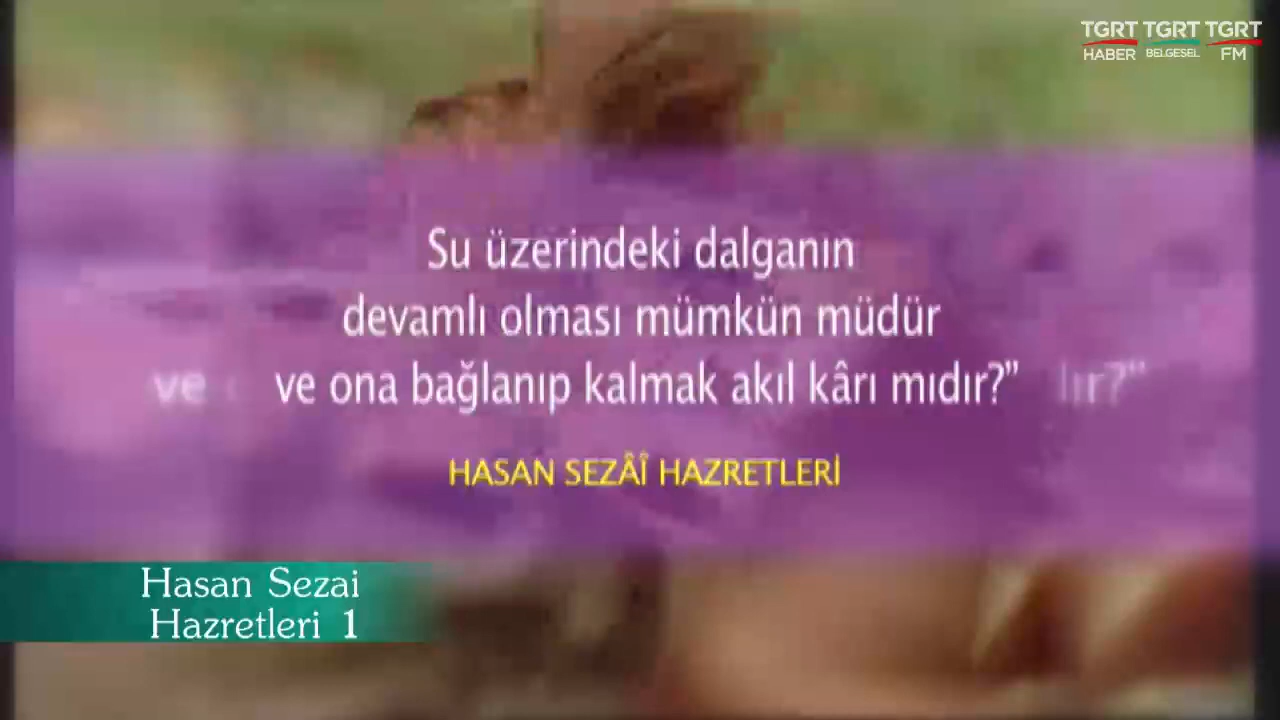 TGRT TGRT TGRT
HABER BELGESEL FM
Su üzerindeki dalganın
devamlı olması mümkün müdür
ve ona bağlanıp kalmak akıl kârı mıdır?”
HASAN SEZÂÎ HAZRETLERİ
Hasan Sezai
Hazretleri 1